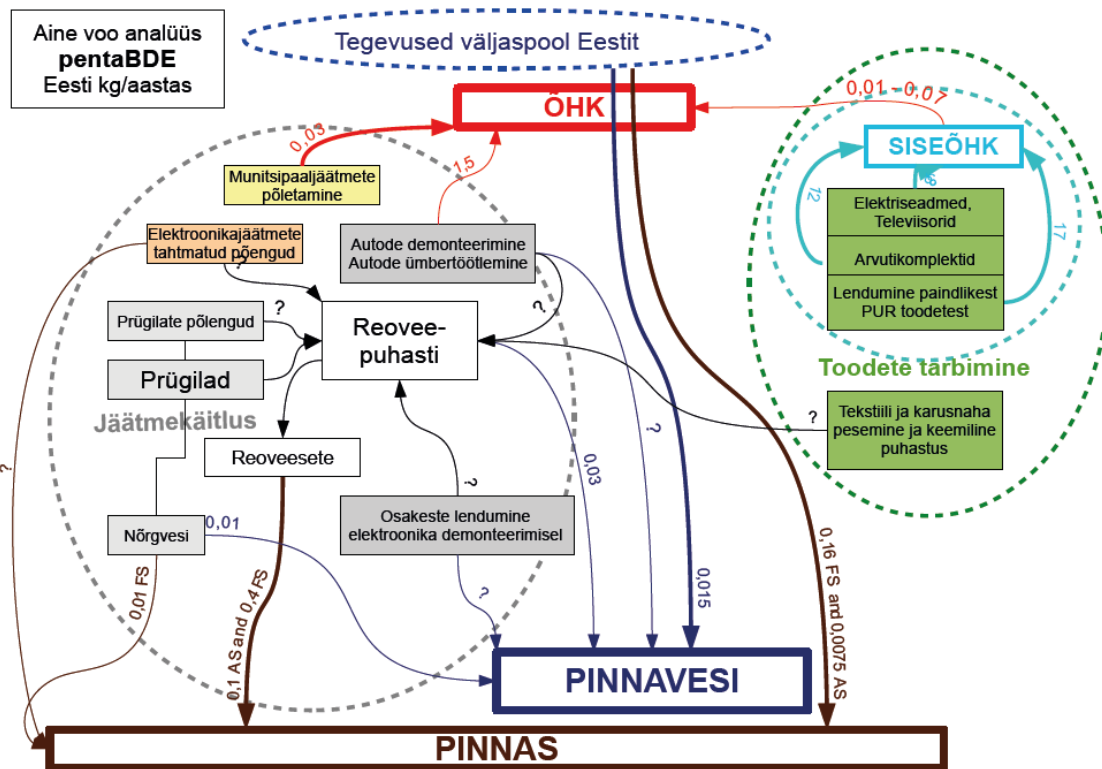 Aine voo analüüs
pentaBDE
Eesti kg/aastas
Tegevused väljaspool Eestit
ÕHK
0,01 - 0,07
SISEÕHK
0,03
1,5
Munitsipaaljäätmete
põletamine
12
17
Elektriseadmed,
Televiisorid
Arvutikomplektid
Lendumine paindlikest
PUR toodetest
Elektroonikajäätmete
tahtmatud põengud
Autode demonteerimine
Autode ümbertöötlemine
?
?
Prügilate põlengud
?
Reovee-
puhasti
Prügilad
?
Toodete tarbimine
Jäätmekäitlus
?
Tekstiili ja karusnaha
pesemine ja keemiline
puhastus
?
Reoveesete
?
?
0,03
Nõrgvesi
0,01
Osakeste lendumine
elektroonika demonteerimisel
0,01 FS
0,1 AS and 0,4 FS
?
0,015
0,16 FS and 0,0075 AS
PINNAVESI
PINNAS